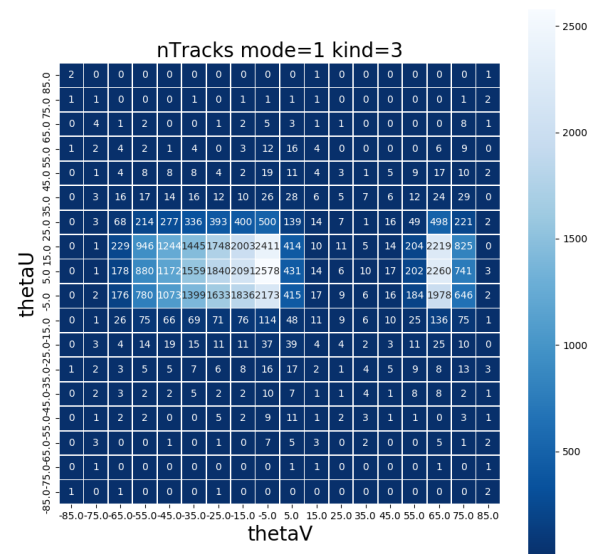 nTracks mode=1 kind=3
thetaU
85.0 2 0 0 0 0 0 0 0 0 0 1 0 0 0 0 0 0 1
75.0 1 1 0 0 0 1 0 1 1 1 1 0 0 0 0 0 1 2
65.0 0 4 1 2 0 0 1 2 5 3 1 1 0 0 0 0 8 1
55.0 1 2 4 2 1 4 0 3 12 16 4 0 0 0 0 6 9 0
45.0 0 1 4 8 8 4 2 4 19 11 4 3 1 5 9 17 10 2
35.0 0 3 16 17 14 16 12 10 26 28 6 5 7 6 12 24 29 0
25.0 0 3 68 214 277 336 393 400 500 139 14 7 1 16 49 498 221 2
15.0 0 1 229 946 1244 1445 1748 2003 2411 414 10 11 5 14 204 2219 825 0
5.0 0 1 178 880 1172 1559 1840 2091 2578 431 14 6 10 17 202 2260 741 3
-5.0 0 2 176 780 1073 1399 1633 1836 2173 415 17 9 6 16 184 1978 646 2
-15.0 0 1 26 75 66 69 71 76 114 48 11 9 6 10 25 136 75 1
-25.0 3 4 14 19 15 11 11 37 39 4 4 2 3 11 25 10 0
-35.0 1 2 3 5 5 7 6 8 16 17 2 1 4 5 9 8 13 3
-45.0 0 2 3 2 2 5 2 2 10 7 1 1 4 1 8 8 2 1
-55.0 0 1 2 2 0 0 5 2 9 11 2 3 1 1 0 3 1
-65.0 0 3 0 0 1 0 1 0 7 5 3 0 2 0 0 5 1 2
-75.0 0 1 0 0 0 0 0 0 0 1 1 0 0 0 0 1 0 1
-85.0 1 0 1 0 0 0 1 0 0 0 0 0 0 0 0 0 0 2
-85.0 -75.0 -65.0 -55.0 -45.0 -35.0 -25.0 -15.0 -5.0 5.0 15.0 25.0 35.0 45.0 55.0 65.0 75.0 85.0
thetaV
2500
2000
1500
1000
500